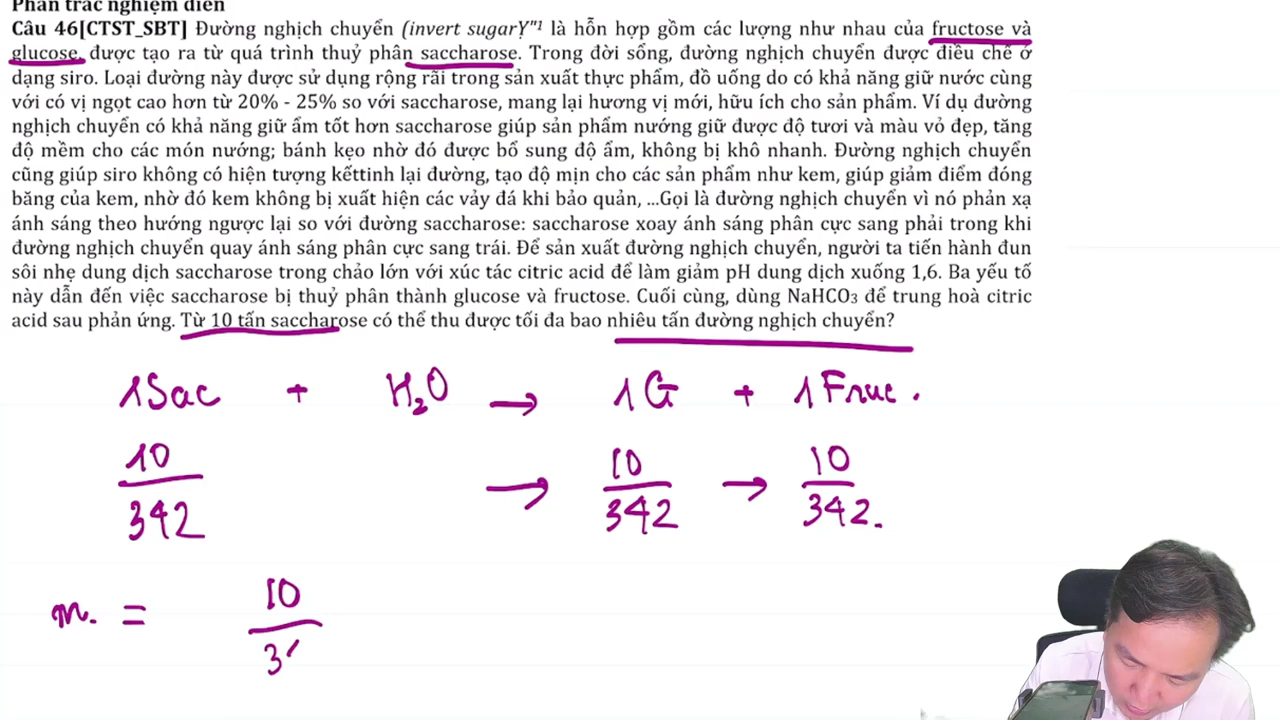 Phần trắc nghiệm điền
Câu 46[CTST_SBT] Đường nghịch chuyển (invert sugarY"1 là hỗn hợp gồm các lượng như nhau của fructose và
glucose, được tạo ra từ quá trình thuỷ phân saccharose. Trong đời sống, đường nghịch chuyển được điều chế ở
dạng siro. Loại đường này được sử dụng rộng rãi trong sản xuất thực phẩm, đồ uống do có khả năng giữ nước cùng
với có vị ngọt cao hơn từ 20% - 25% so với saccharose, mang lại hương vị mới, hữu ích cho sản phẩm. Ví dụ đường
nghịch chuyển có khả năng giữ ẩm tốt hơn saccharose giúp sản phẩm nướng giữ được độ tươi và màu vỏ đẹp, tăng
độ mềm cho các món nướng; bánh kẹo nhờ đó được bổ sung độ ẩm, không bị khô nhanh. Đường nghịch chuyển
cũng giúp siro không có hiện tượng kếttinh lại đường, tạo độ mịn cho các sản phẩm như kem, giúp giảm điểm đóng
băng của kem, nhờ đó kem không bị xuất hiện các vảy đá khi bảo quản, ...Gọi là đường nghịch chuyển vì nó phản xạ
ánh sáng theo hướng ngược lại so với đường saccharose: saccharose xoay ánh sáng phân cực sang phải trong khi
đường nghịch chuyển quay ánh sáng phân cực sang trái. Để sản xuất đường nghịch chuyển, người ta tiến hành đun
sôi nhẹ dung dịch saccharose trong chảo lớn với xúc tác citric acid để làm giảm pH dung dịch xuống 1,6. Ba yếu tố
này dẫn đến việc saccharose bị thuỷ phân thành glucose và fructose. Cuối cùng, dùng NaHCO₃ để trung hoà citric
acid sau phản ứng. Từ 10 tấn saccharose có thể thu được tối đa bao nhiêu tấn đường nghịch chuyển?
1Sac + H₂O → 1G + 1Fruc.
10 10 10
342 → 342 → 342.
m. = 10
3